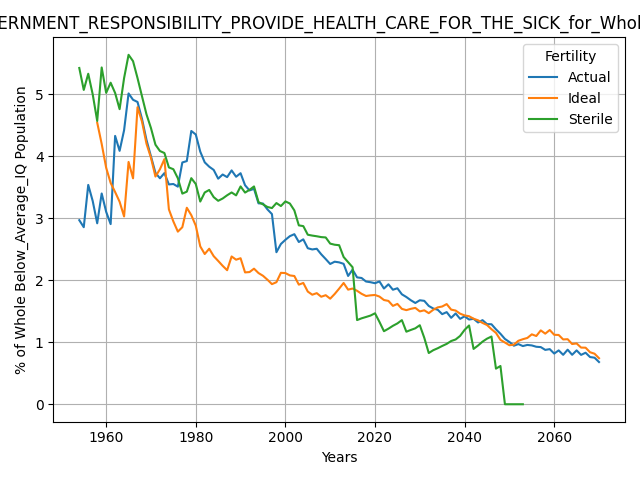 ERNMENT_RESPONSIBILITY_PROVIDE_HEALTH_CARE_FOR_THE_SICK_for_Whol
Fertility
Actual
Ideal
Sterile
% of Whole Below_Average_IQ Population
5
4
3
2
1
0
1960 1980 2000 2020 2040 2060
Years